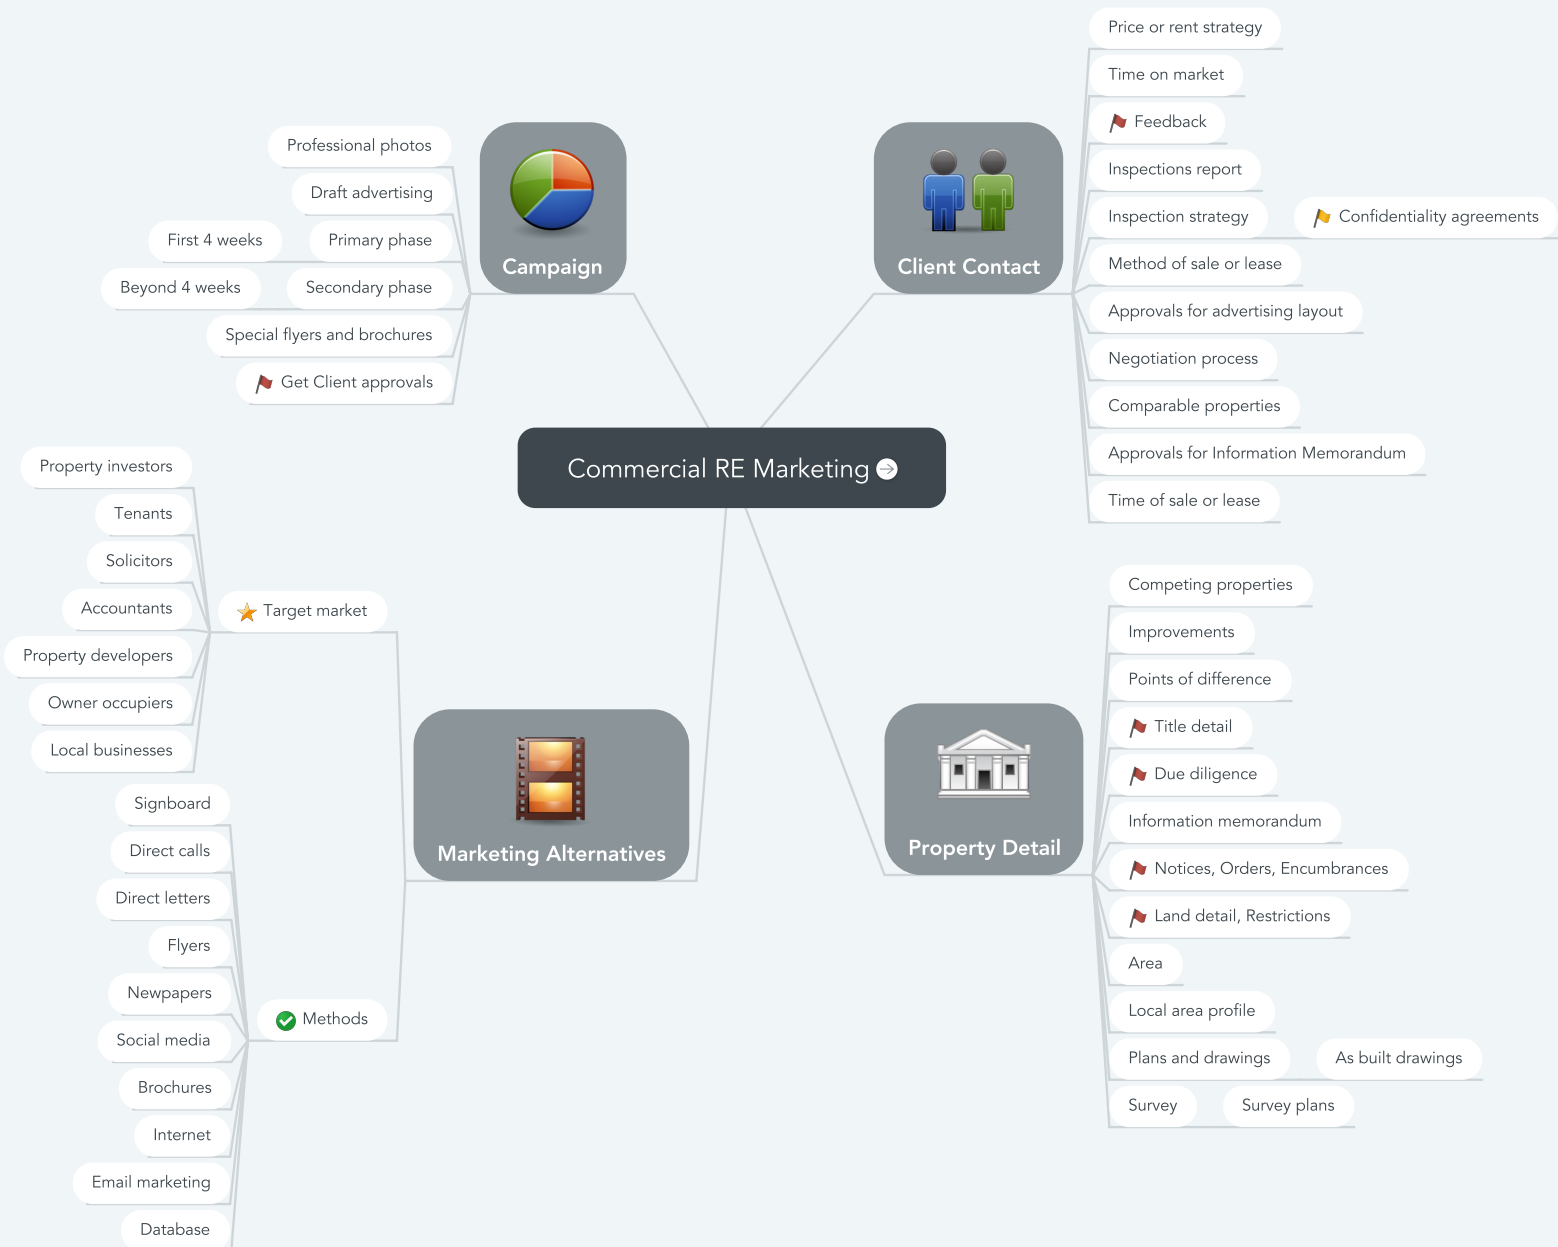 Commercial RE Marketing
Campaign
Professional photos
Draft advertising
Primary phase
First 4 weeks
Secondary phase
Beyond 4 weeks
Special flyers and brochures
Get Client approvals
Client Contact
Price or rent strategy
Time on market
Feedback
Inspections report
Inspection strategy
Confidentiality agreements
Method of sale or lease
Approvals for advertising layout
Negotiation process
Comparable properties
Approvals for Information Memorandum
Time of sale or lease
Marketing Alternatives
Target market
Property investors
Tenants
Solicitors
Accountants
Property developers
Owner occupiers
Local businesses
Methods
Signboard
Direct calls
Direct letters
Flyers
Newpapers
Social media
Brochures
Internet
Email marketing
Database
Property Detail
Competing properties
Improvements
Points of difference
Title detail
Due diligence
Information memorandum
Notices, Orders, Encumbrances
Land detail, Restrictions
Area
Local area profile
Plans and drawings
As built drawings
Survey
Survey plans